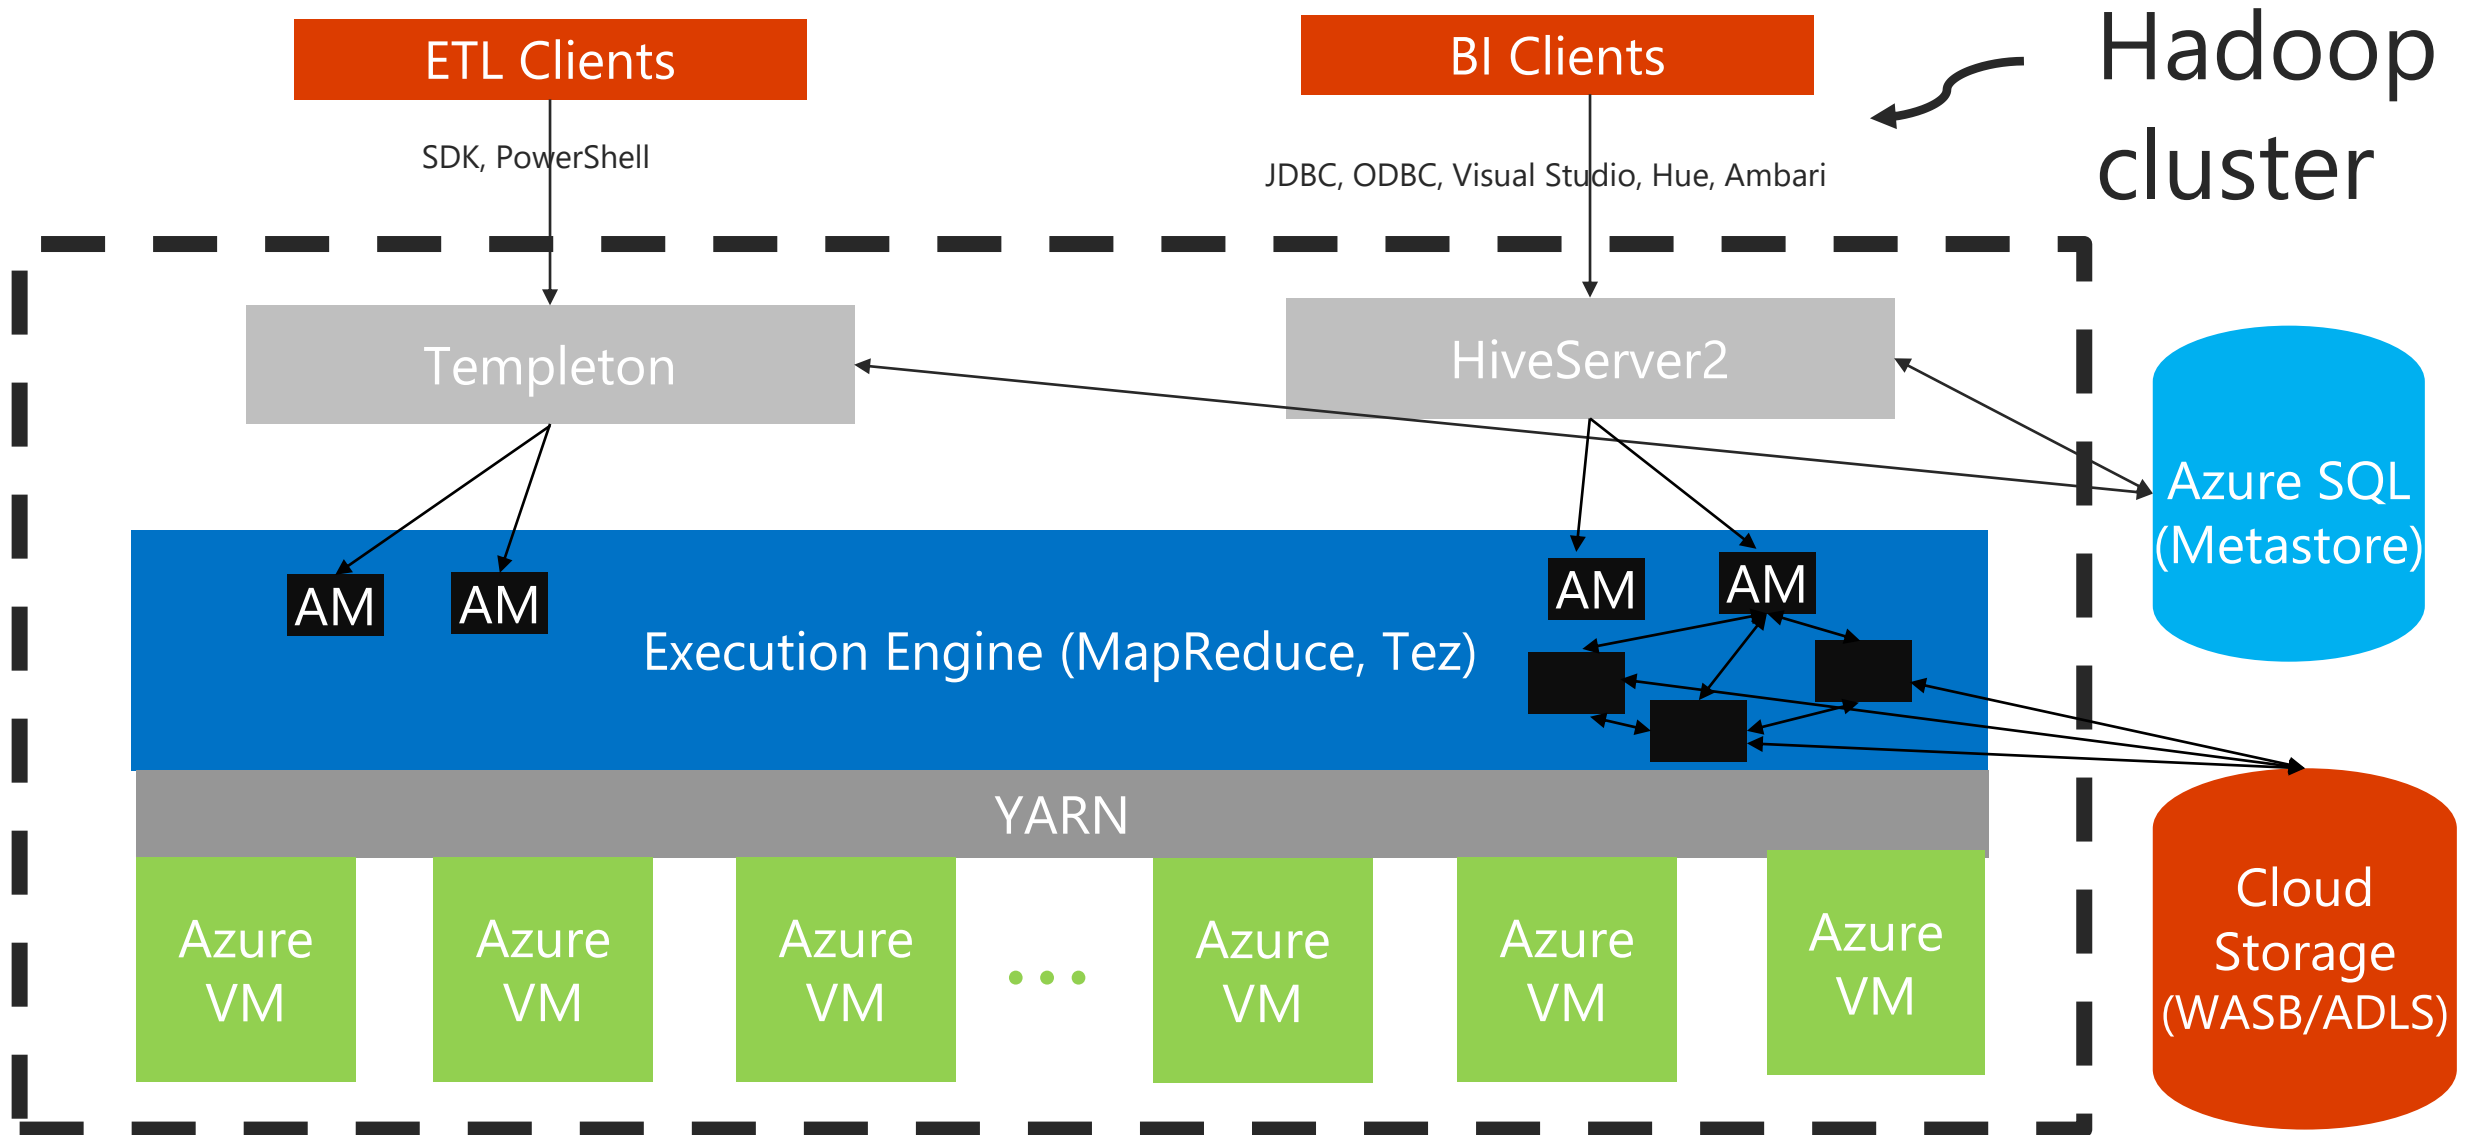 ETL Clients
BI Clients
Hadoop
cluster
SDK, PowerShell
JDBC, ODBC, Visual Studio, Hue, Ambari
Templeton
HiveServer2
Azure SQL
(Metastore)
AM
AM
AM
AM
Execution Engine (MapReduce, Tez)
YARN
Azure
VM
Azure
VM
Azure
VM
...
Azure
VM
Azure
VM
Azure
VM
Cloud
Storage
(WASB/ADLS)